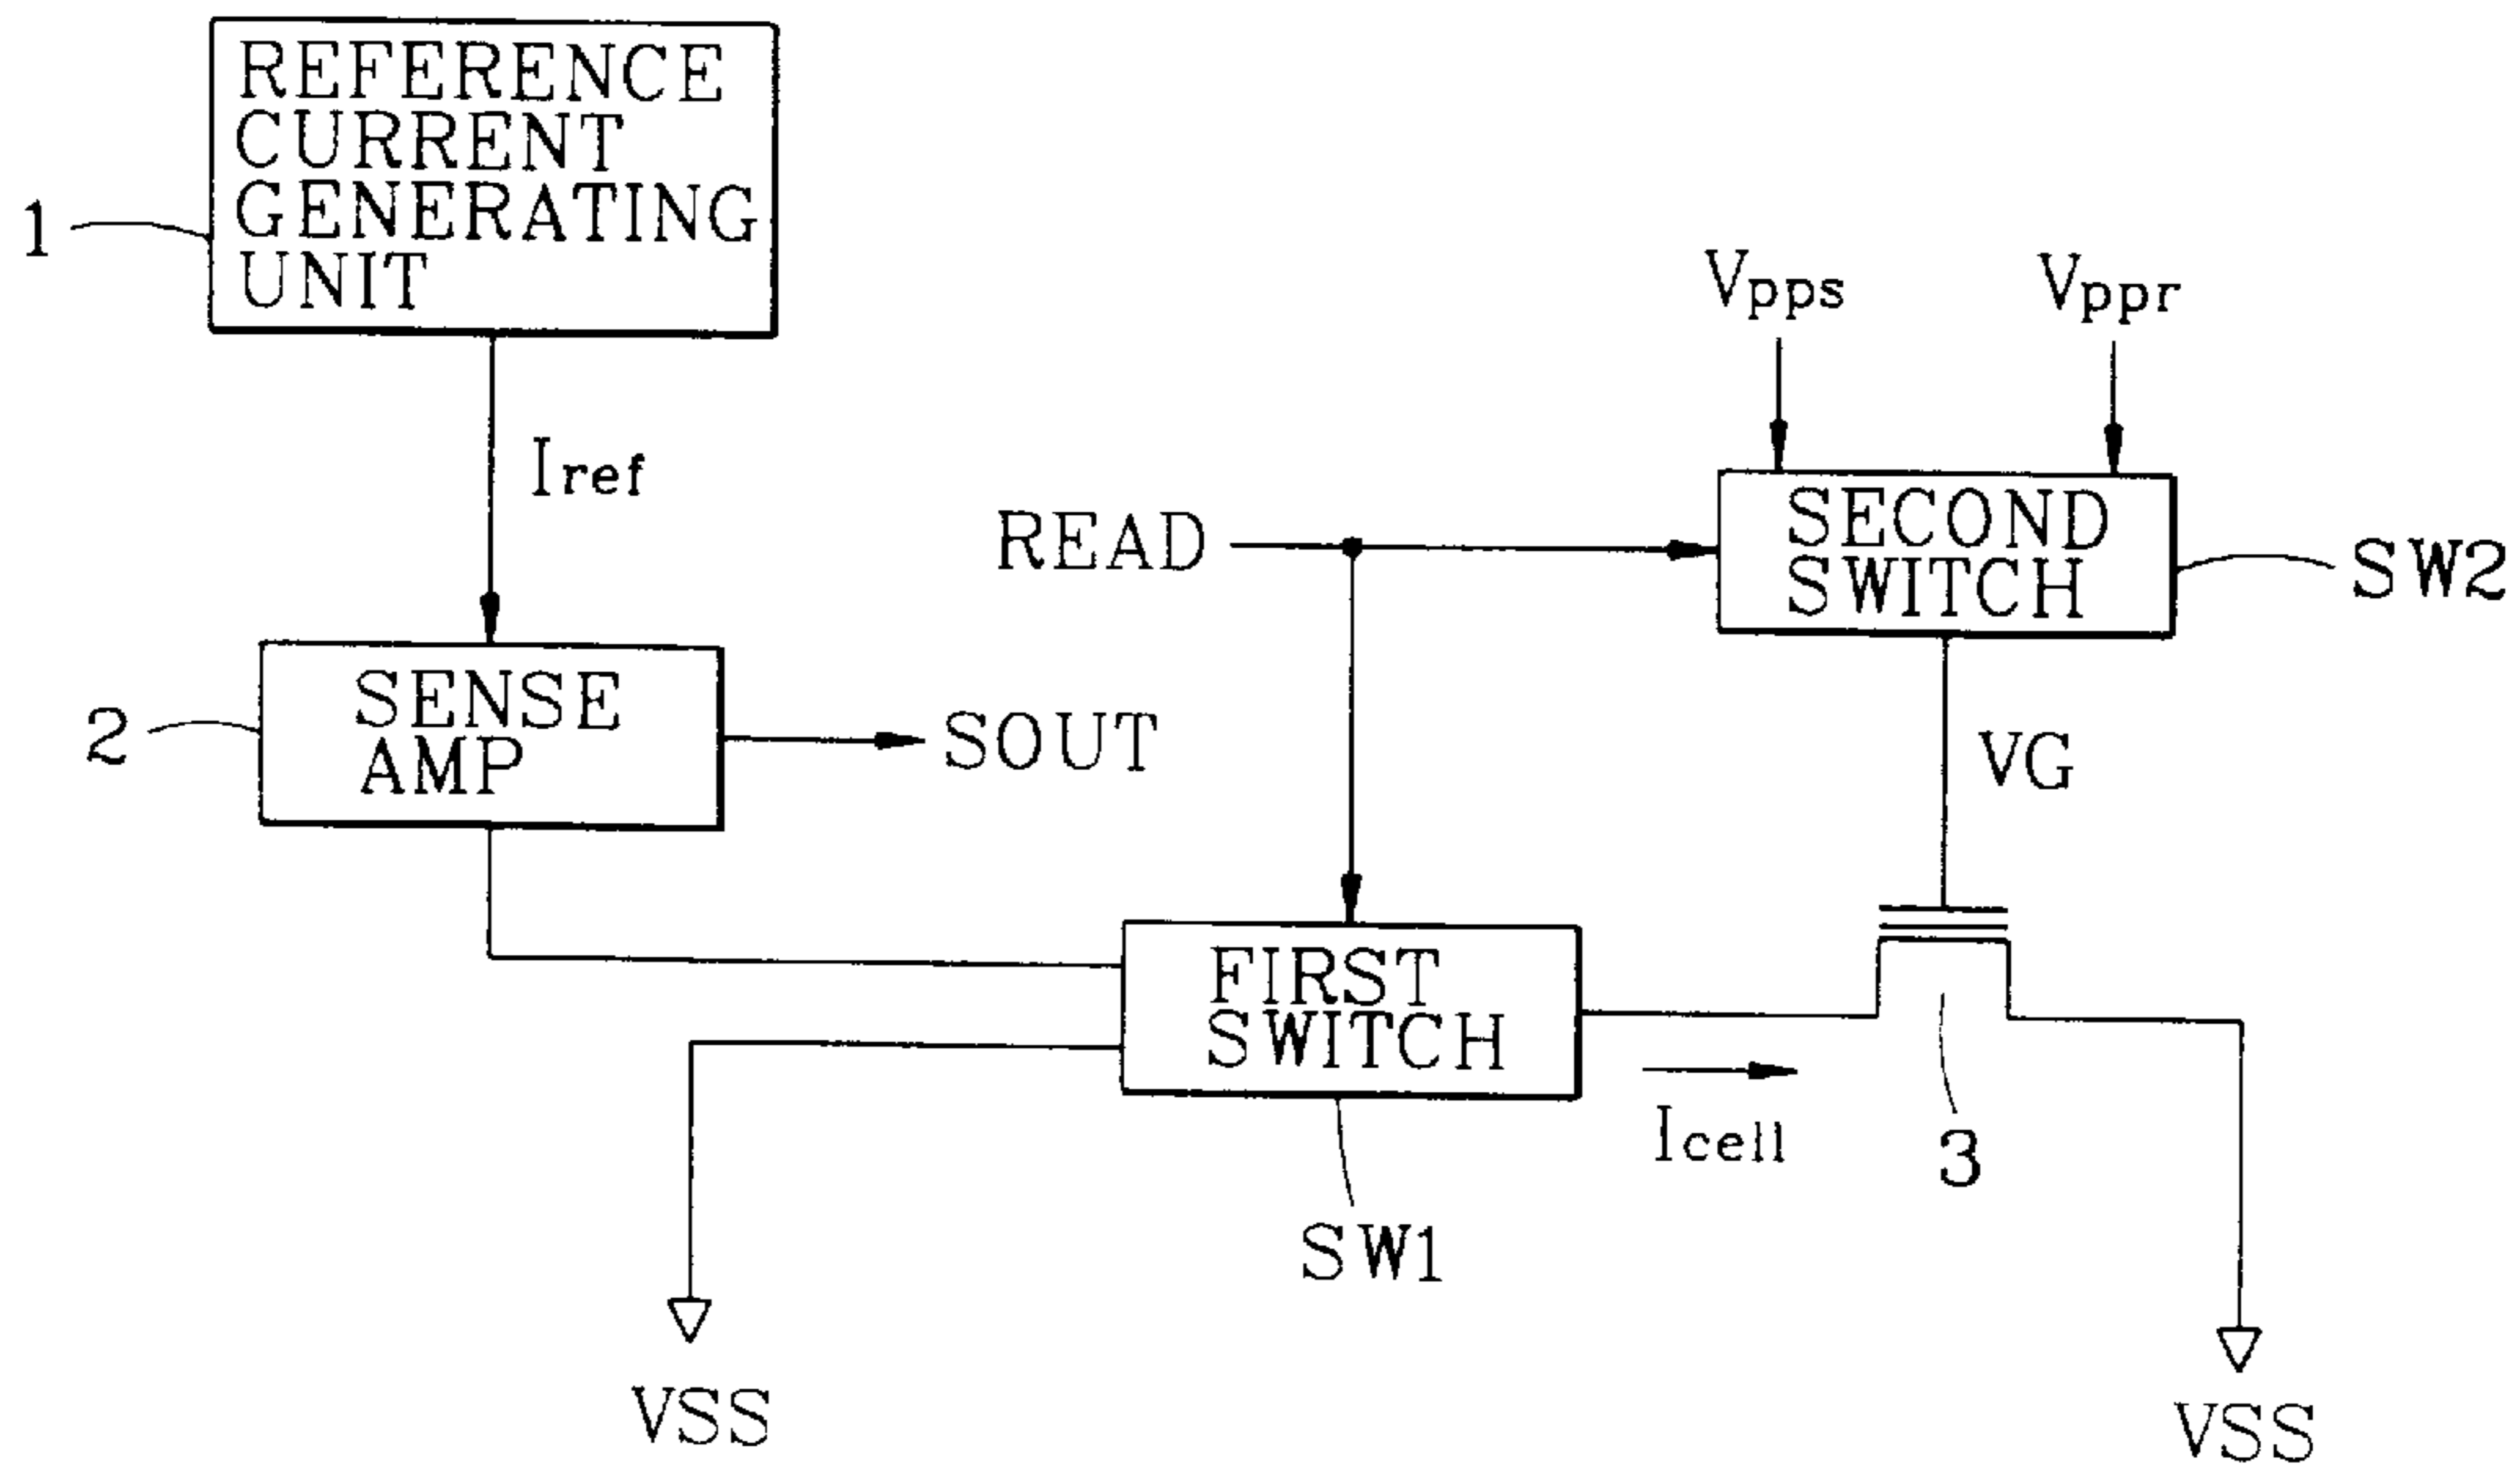 REFERENCE
CURRENT
GENERATING
UNIT
1
Vpps
Vppr
Iref
READ
SECOND
SWITCH
SW2
SENSE
AMP
2
SOUT
VG
FIRST
SWITCH
Icell
3
SW1
VSS
VSS